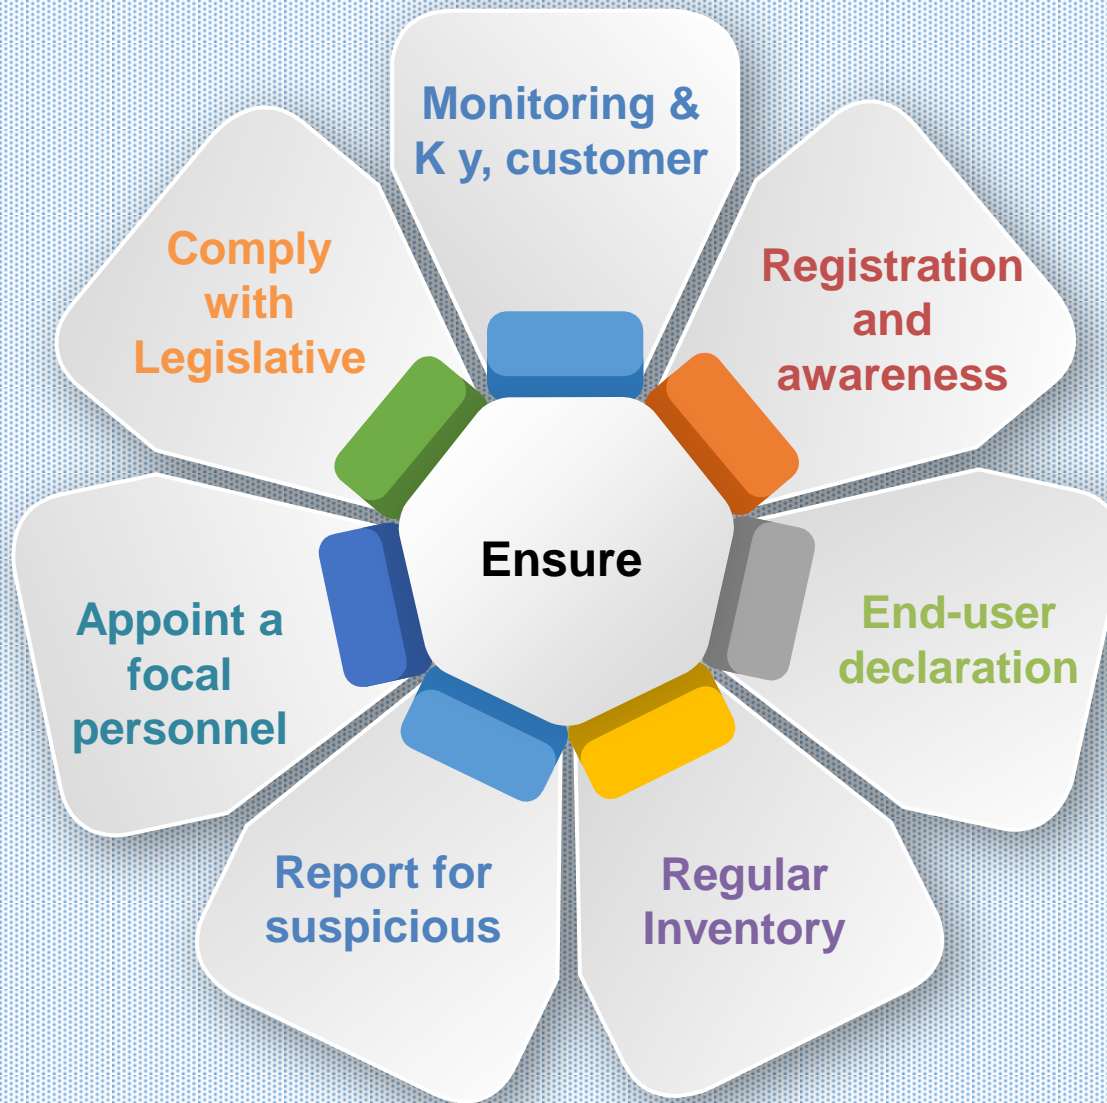 Monitoring &
K y, customer
Registration
and
awareness
End-user
declaration
Regular
Inventory
Report for
suspicious
Appoint a
focal
personnel
Comply
with
Legislative
Ensure